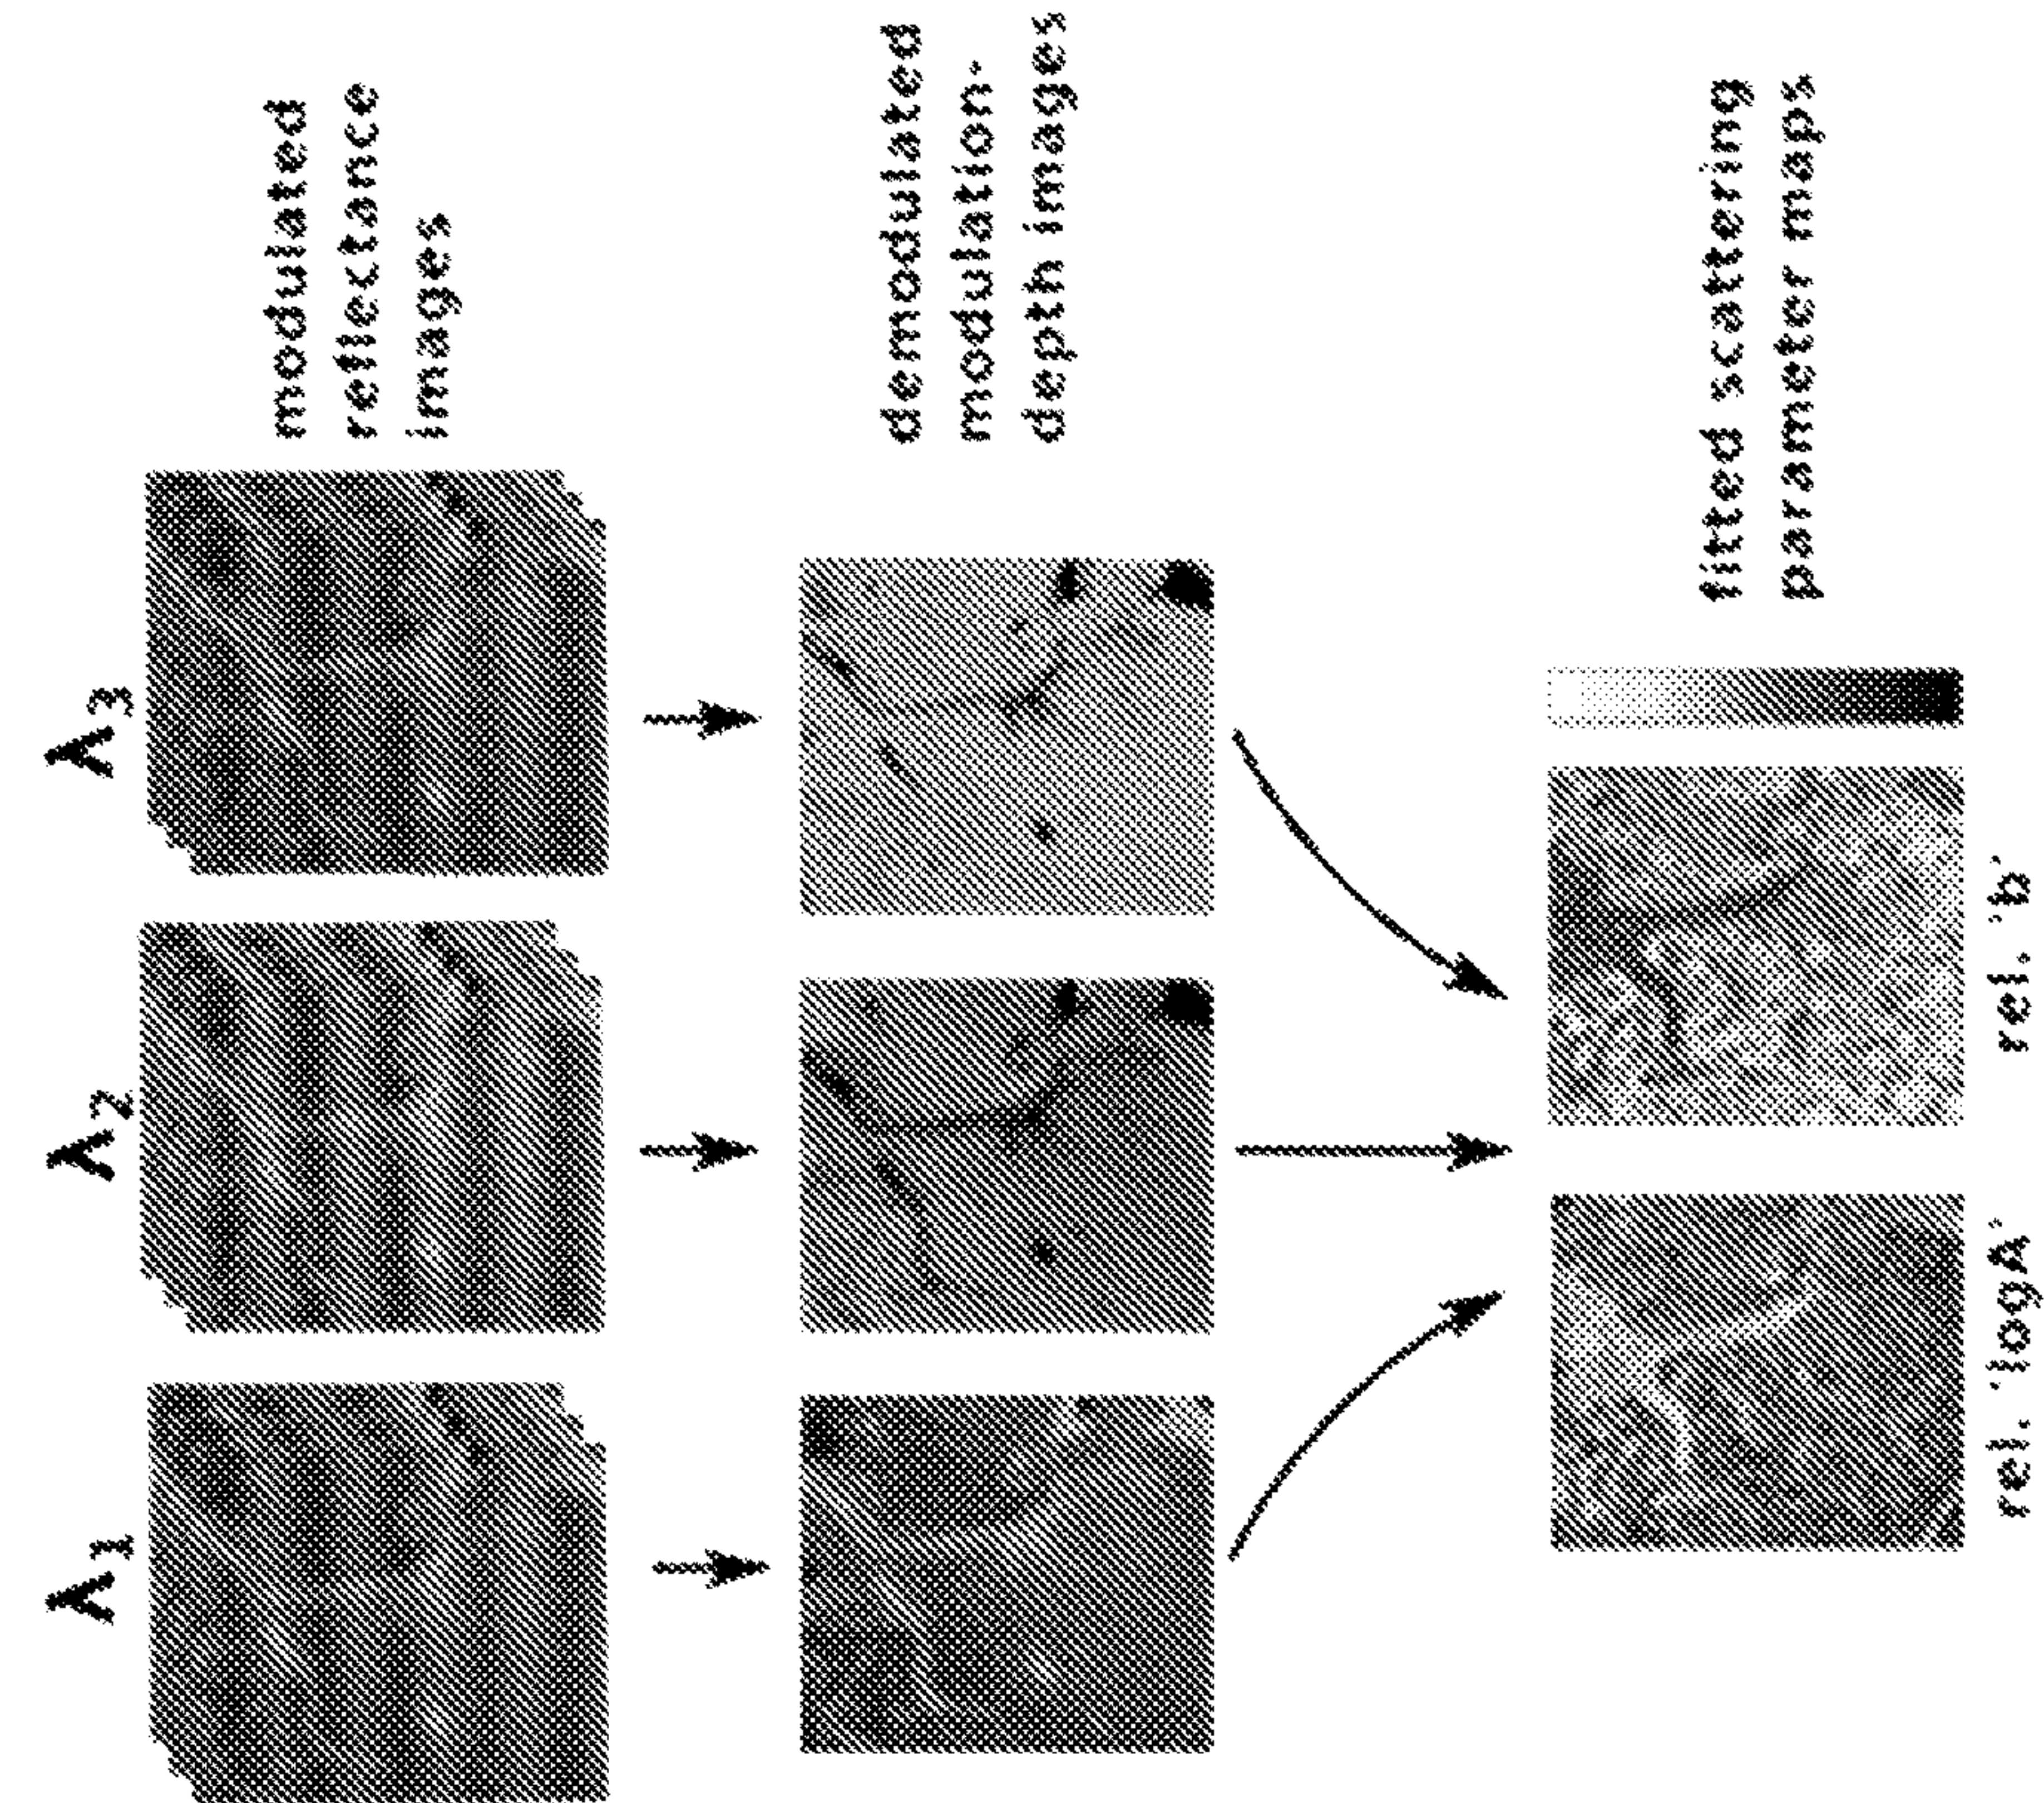 λ1
λ2
λ3
modulated
reflectance
images
demodulated
modulation-
depth images
fitted scattering
parameter maps
rel. 'logA'
rel. 'b'